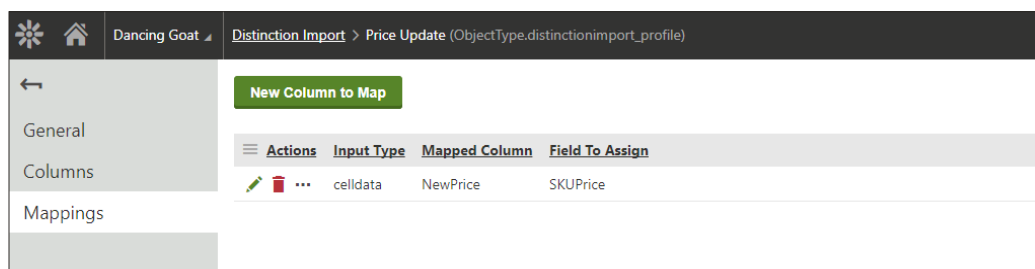 Dancing Goat Distinction Import > Price Update (ObjectType.distinctionimport_profile)
New Column to Map
General
Columns
Mappings
Actions Input Type Mapped Column Field To Assign
celldata NewPrice SKUPrice